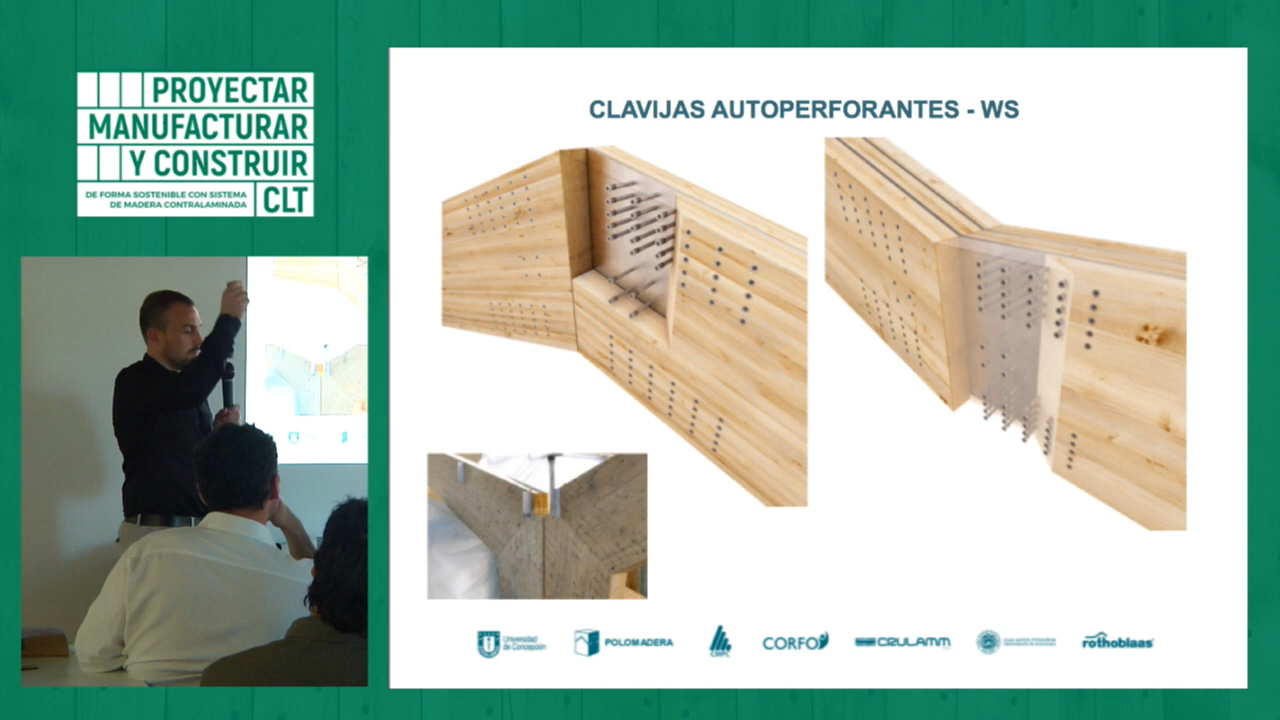 PROYECTAR
MANUFACTURAR
Y CONSTRUIR
DE FORMA SOSTENIBLE CON SISTEMA
DE MADERA CONTRALAMINADA
CLT
CLAVIJAS AUTOPERFORANTES - WS
Universidad
de Concepción
POLOMADERA
CMPC
CORFO
CRULAMM
rothoblaas